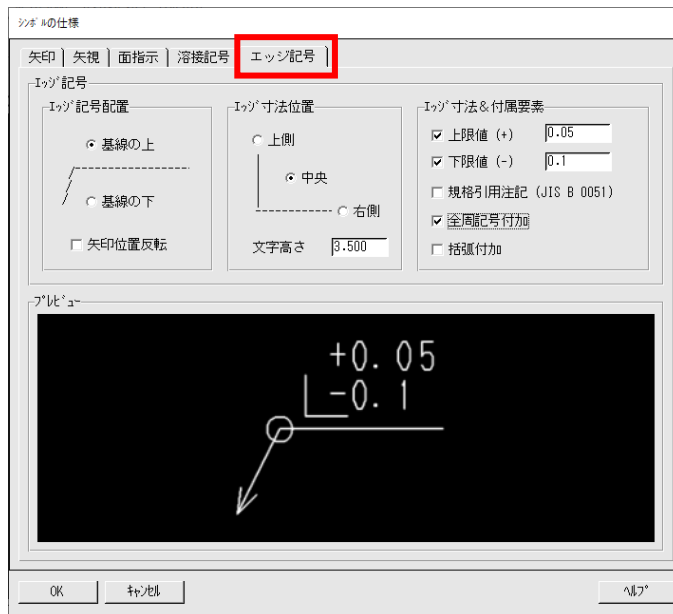 ｼﾝﾎﾞﾙの仕様
矢印 矢視 面指示 溶接記号 エッジ記号
ｴｯｼﾞ記号
ｴｯｼﾞ記号配置
基線の上
基線の下
矢印位置反転
ｴｯｼﾞ寸法位置
上側
中央
右側
文字高さ 3.500
ｴｯｼﾞ寸法＆付属要素
上限値 (+) 0.05
下限値 (-) 0.1
規格引用注記 (JIS B 0051)
全周記号付加
括弧付加
ﾌﾟﾚﾋﾞｭｰ
+0.05
-0.1
OK ｷｬﾝｾﾙ ﾍﾙﾌﾟ